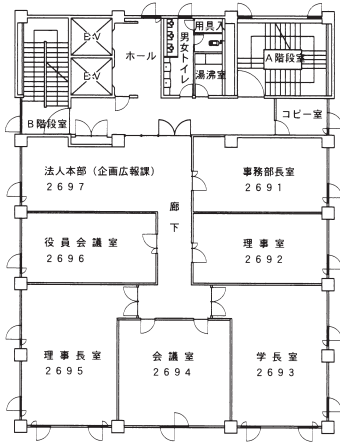 用具入
E.V
ホール
男女トイレ
湯沸室
A階段室
E.V
B階段室
コピー室
法人本部（企画広報課）
2697
事務部長室
2691
廊下
役員会議室
2696
理事室
2692
理事長室
2695
会議室
2694
学長室
2693